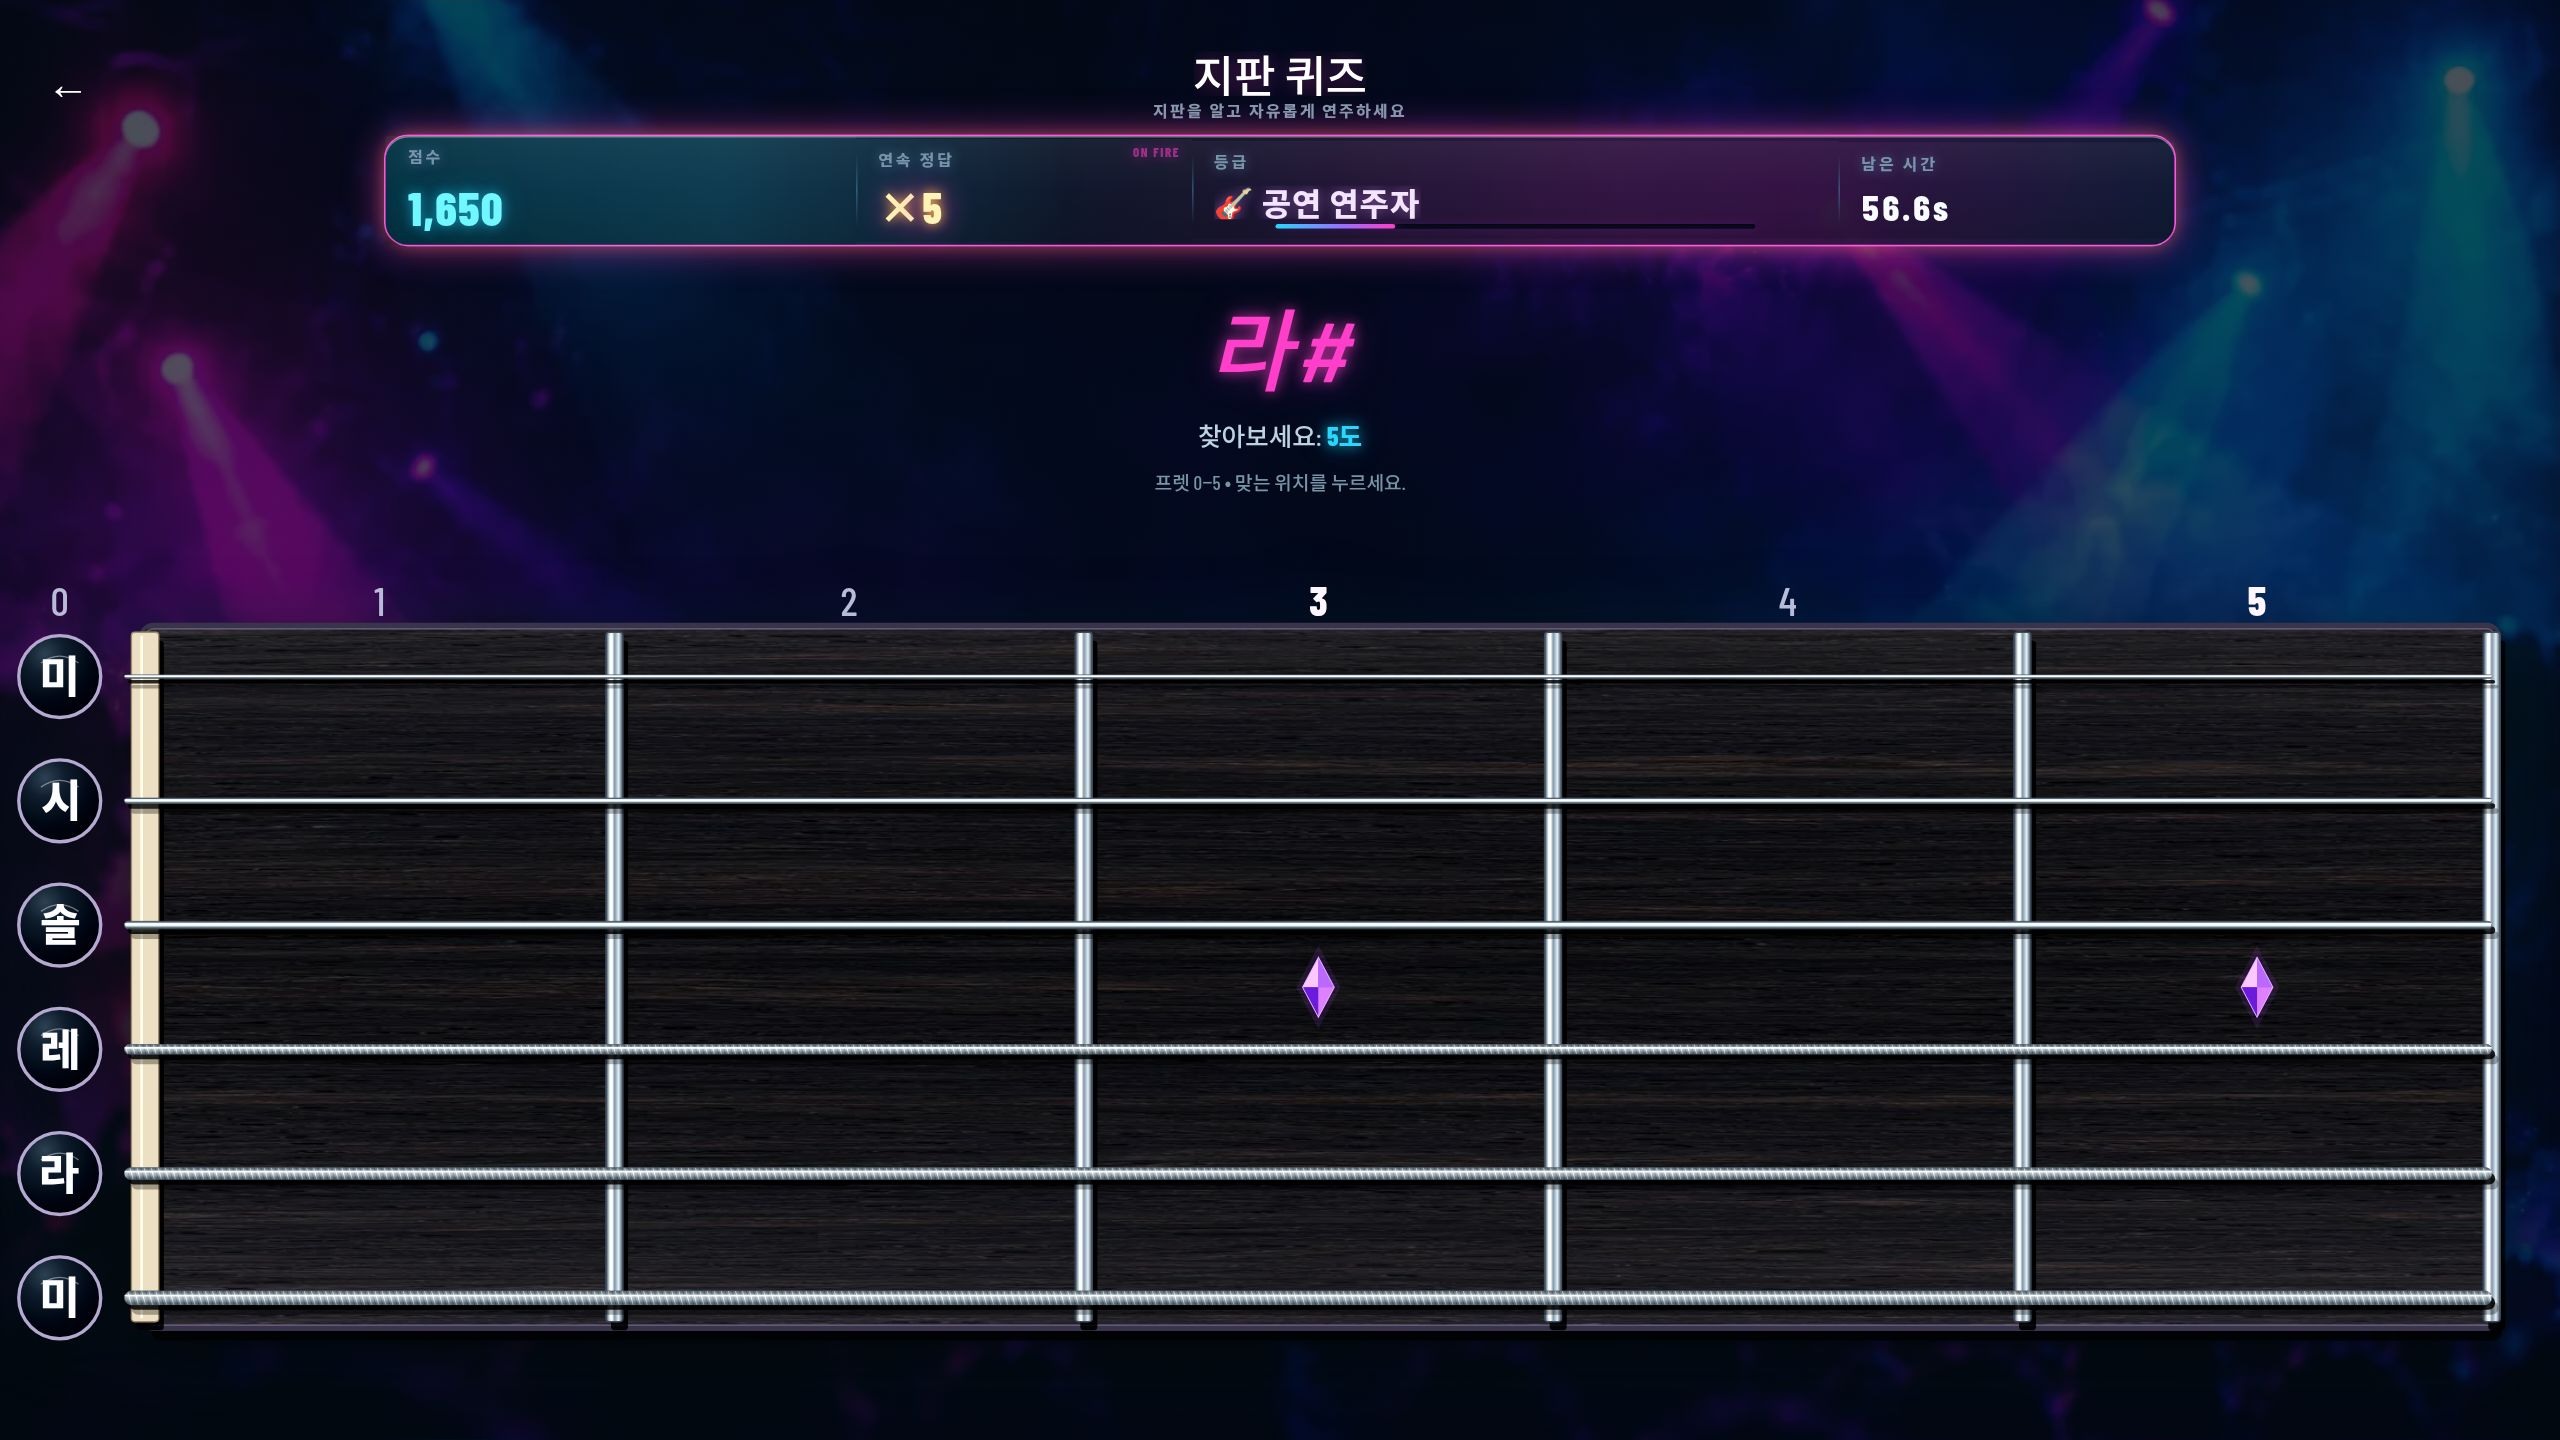 ←
지판 퀴즈
지판을 알고 자유롭게 연주하세요
점수
1,650
연속 정답
×5
ON FIRE
등급
공연 연주자
남은 시간
56.6s
라#
찾아보세요: 5도
프렛 0–5 • 맞는 위치를 누르세요.
0 1 2 3 4 5
미
시
솔
레
라
미